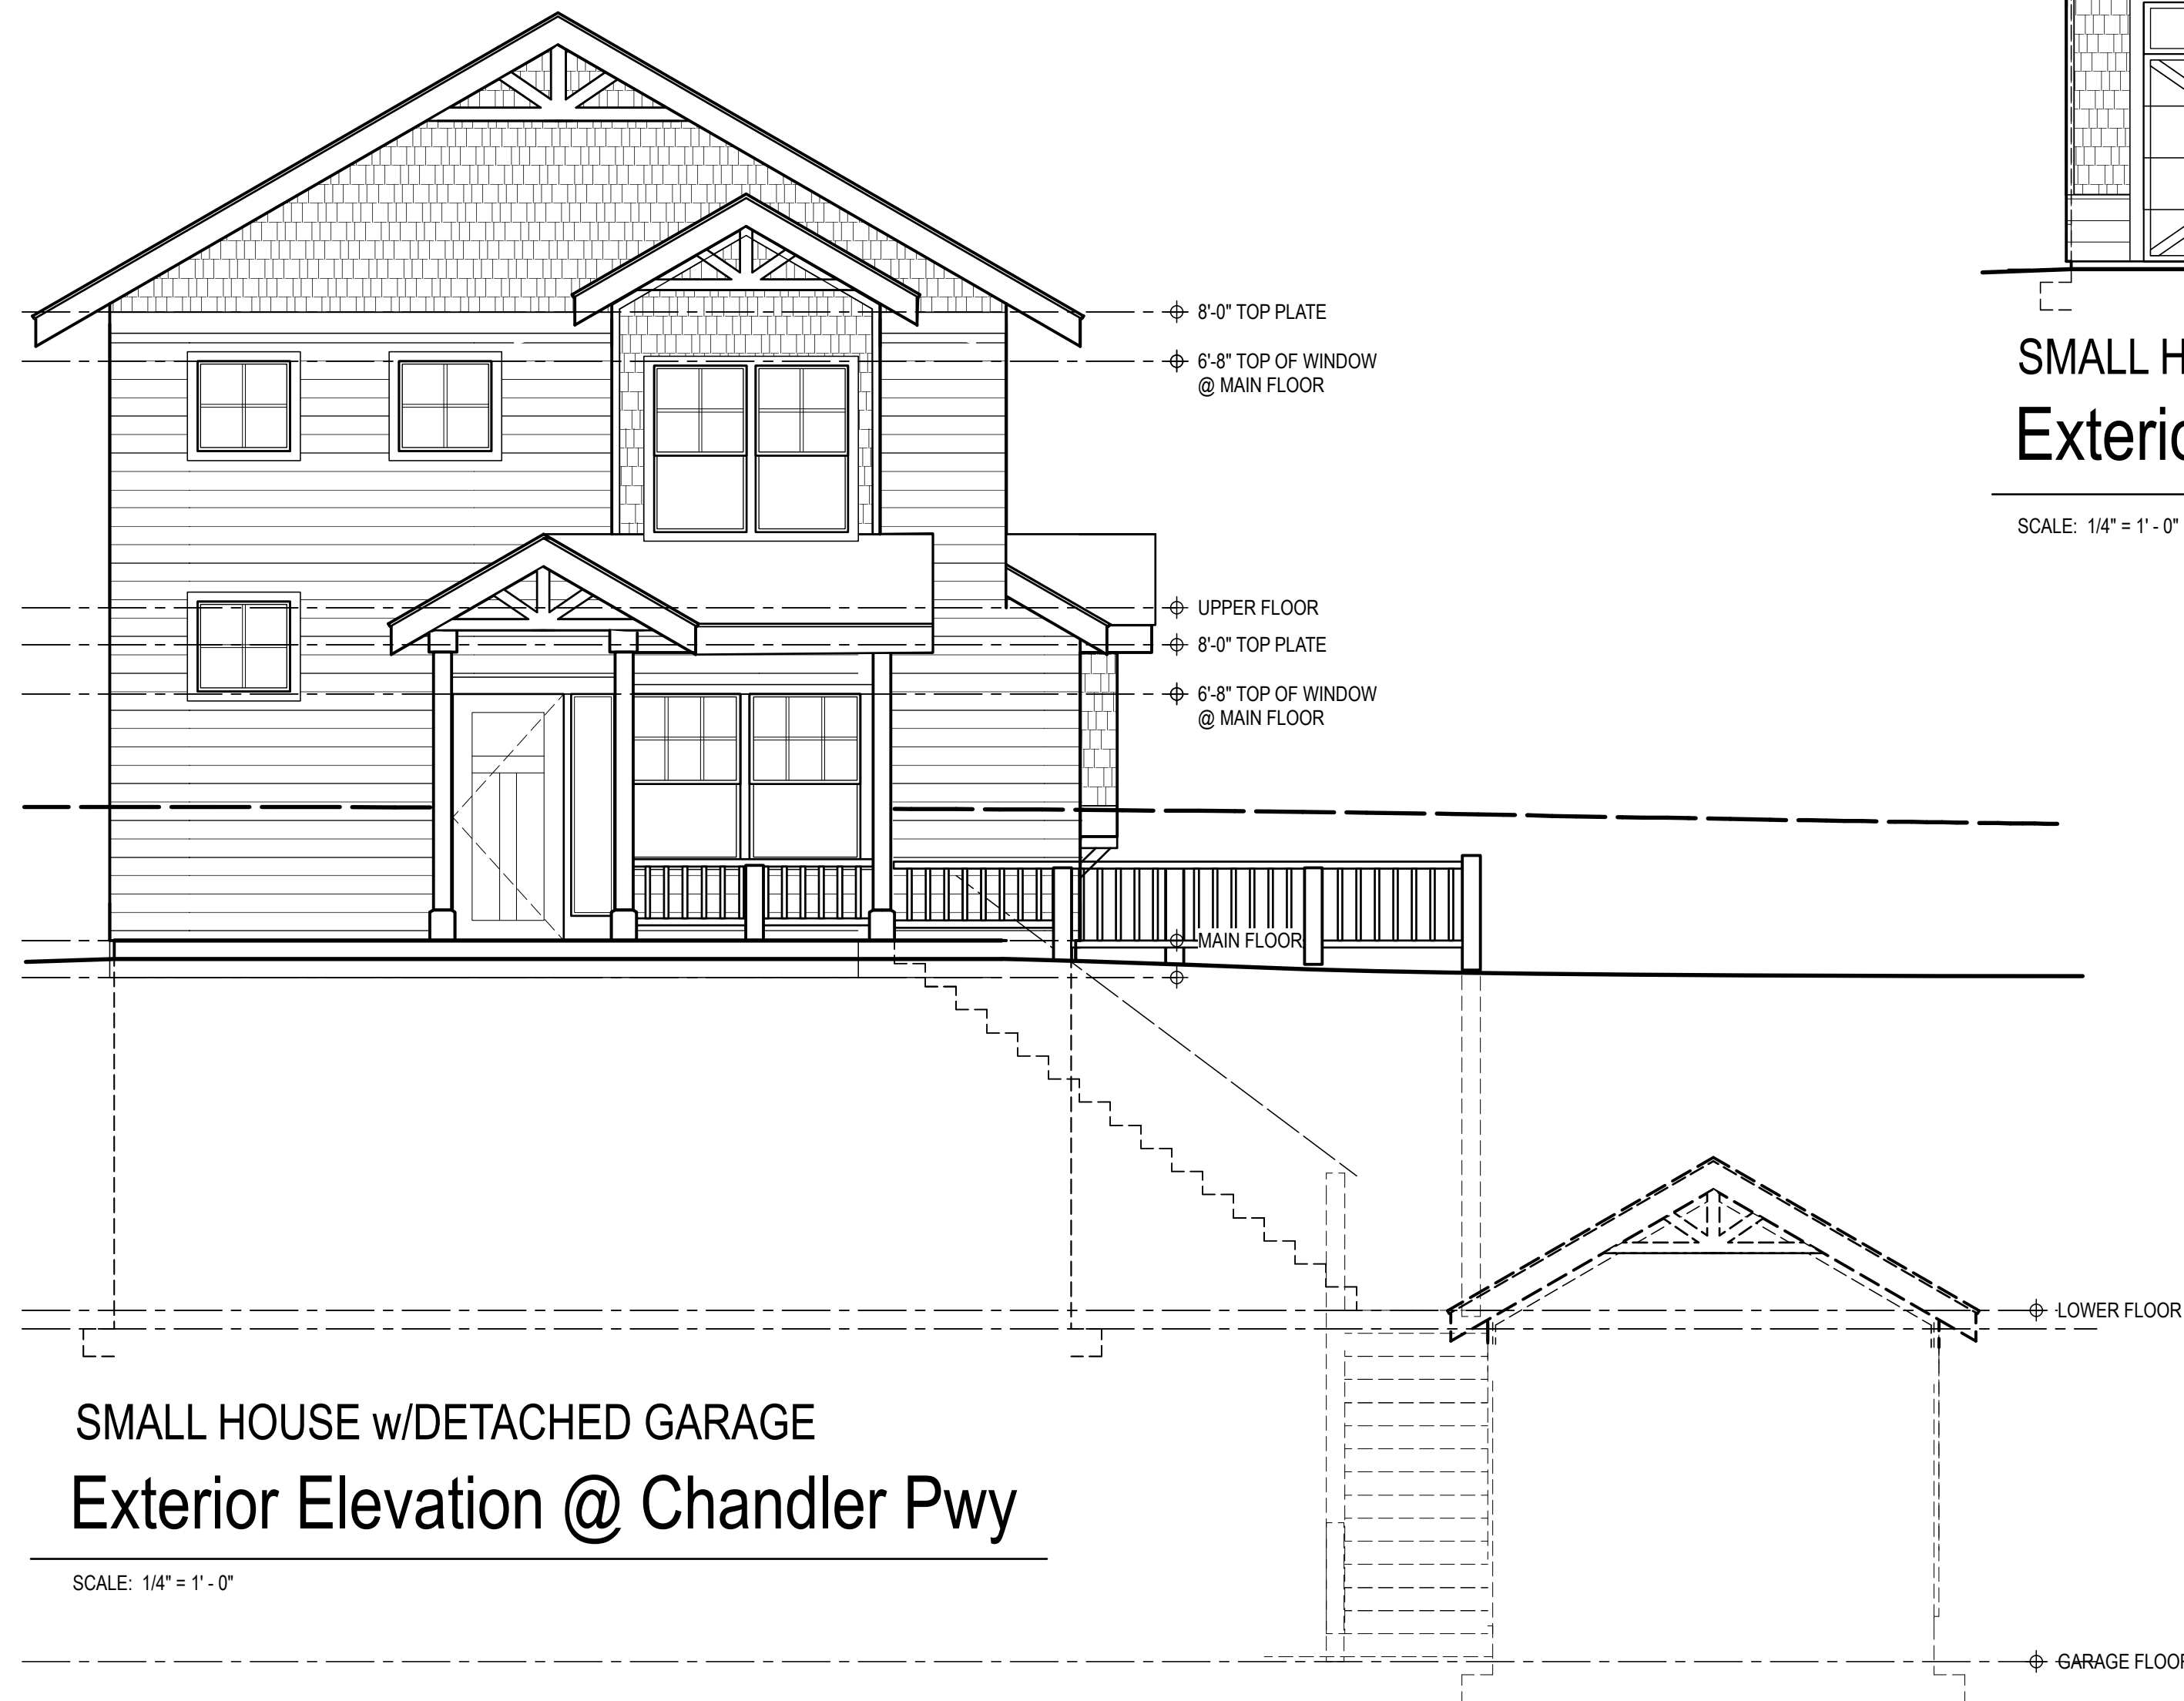 8'-0" TOP PLATE
6'-8" TOP OF WINDOW
@ MAIN FLOOR
UPPER FLOOR
8'-0" TOP PLATE
6'-8" TOP OF WINDOW
@ MAIN FLOOR
MAIN FLOOR
SMALL H
Exterio
SCALE: 1/4" = 1' - 0"
LOWER FLOOR
GARAGE FLOOR
SMALL HOUSE w/DETACHED GARAGE
Exterior Elevation @ Chandler Pwy
SCALE: 1/4" = 1' - 0"